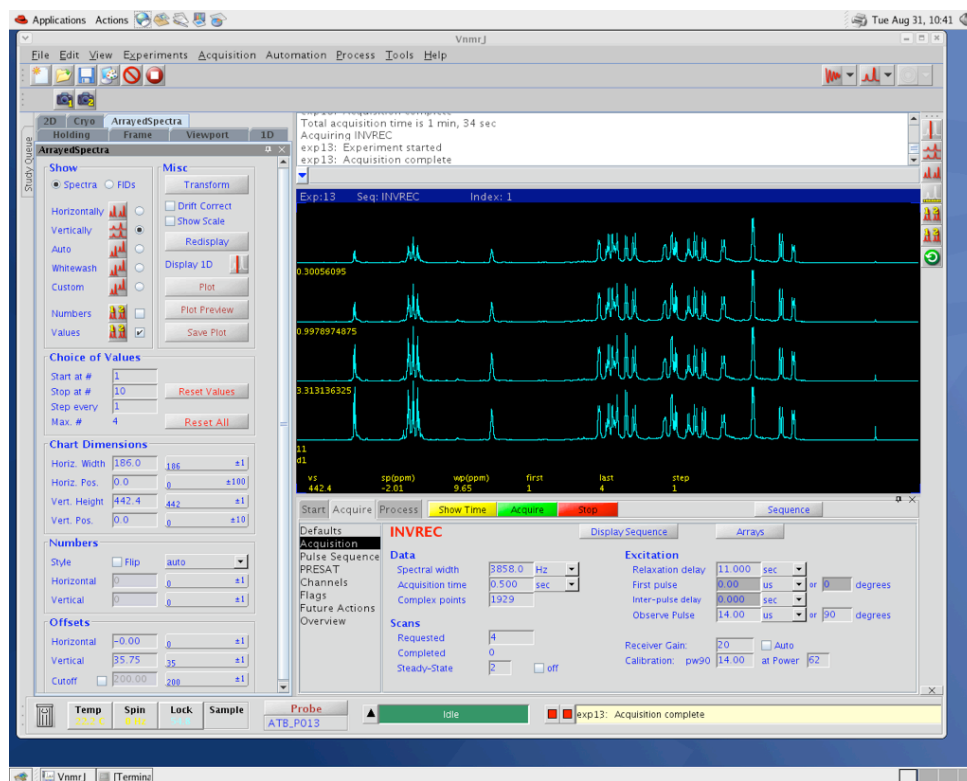 Applications Actions
Tue Aug 31, 10:41
VnmrJ
File Edit View Experiments Acquisition Automation Process Tools Help
Study Queue
2D Cryo ArrayedSpectra
Holding Frame Viewport 1D
ArrayedSpectra
Show
Spectra FIDs
Horizontally
Vertically
Auto
Whitewash
Custom
Numbers
Values
Misc
Transform
Drift Correct
Show Scale
Redisplay
Display 1D
Plot
Plot Preview
Save Plot
Choice of Values
Start at # 1
Stop at # 10 Reset Values
Step every 1
Max. # 4 Reset All
Chart Dimensions
Horiz. Width 186.0 186 ±1
Horiz. Pos. 0.0 0 ±100
Vert. Height 442.4 442 ±1
Vert. Pos. 0.0 0 ±10
Numbers
Style Flip auto
Horizontal 0 0 ±1
Vertical 0 0 ±1
Offsets
Horizontal -0.00 0 ±1
Vertical 35.75 35 ±1
Cutoff 200.00 200 ±1
Total acquisition time is 1 min, 34 sec
Acquiring INVREC
exp13: Experiment started
exp13: Acquisition complete
Exp:13 Seq: INVREC Index: 1
0.30056095
0.9978974875
3.313136325
11
d1
vs sp(ppm) wp(ppm) first last step
442.4 -2.01 9.65 1 4 1
Start Acquire Process Show Time Acquire Stop Sequence
Defaults
Acquisition
Pulse Sequence
PRESAT
Channels
Flags
Future Actions
Overview
INVREC Display Sequence Arrays
Data
Spectral width 3858.0 Hz
Acquisition time 0.500 sec
Complex points 1929
Scans
Requested 4
Completed 0
Steady-State 2 off
Excitation
Relaxation delay 11.000 sec
First pulse 0.00 us or 0 degrees
Inter-pulse delay 0.000 sec
Observe Pulse 14.00 us or 90 degrees
Receiver Gain: 20 Auto
Calibration: pw90 14.00 at Power 62
Temp Spin Lock Sample
Probe
ATB_P013
Idle
exp13: Acquisition complete
VnmrJ [Termina